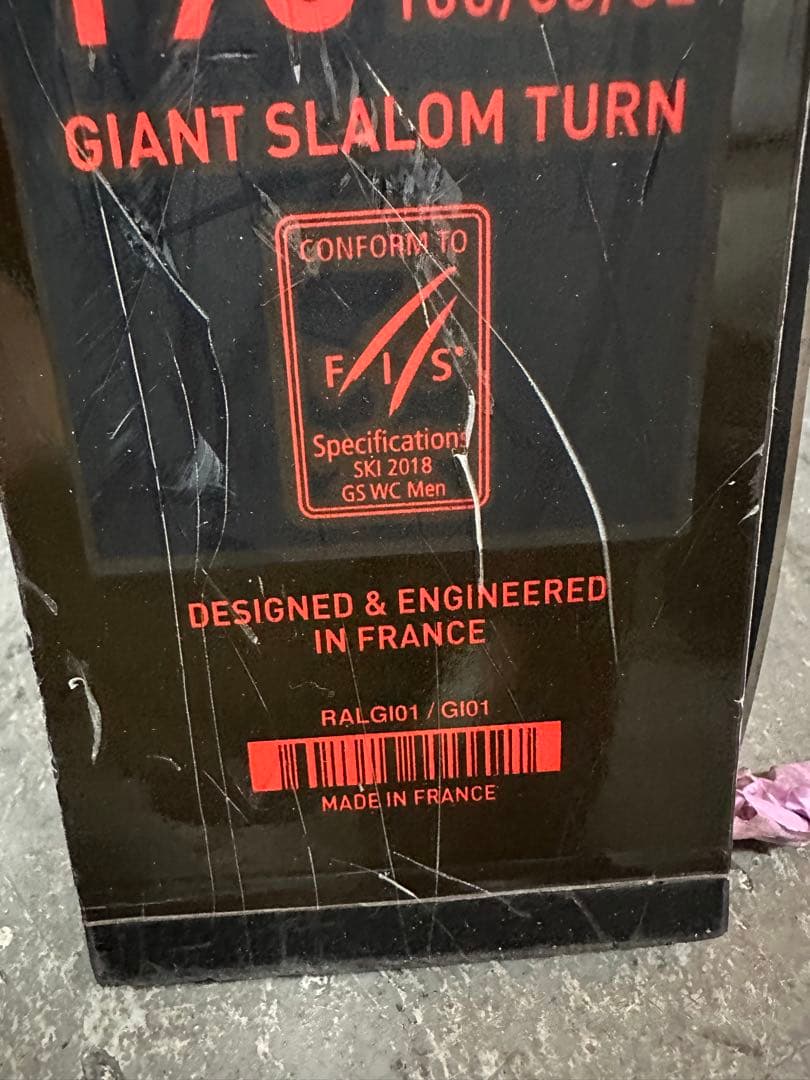 GIANT SLALOM TURN
CONFORM TO
FIS
Specifications
SKI 2018
GS WC Men
DESIGNED & ENGINEERED
IN FRANCE
RALGI01 / GI01
MADE IN FRANCE